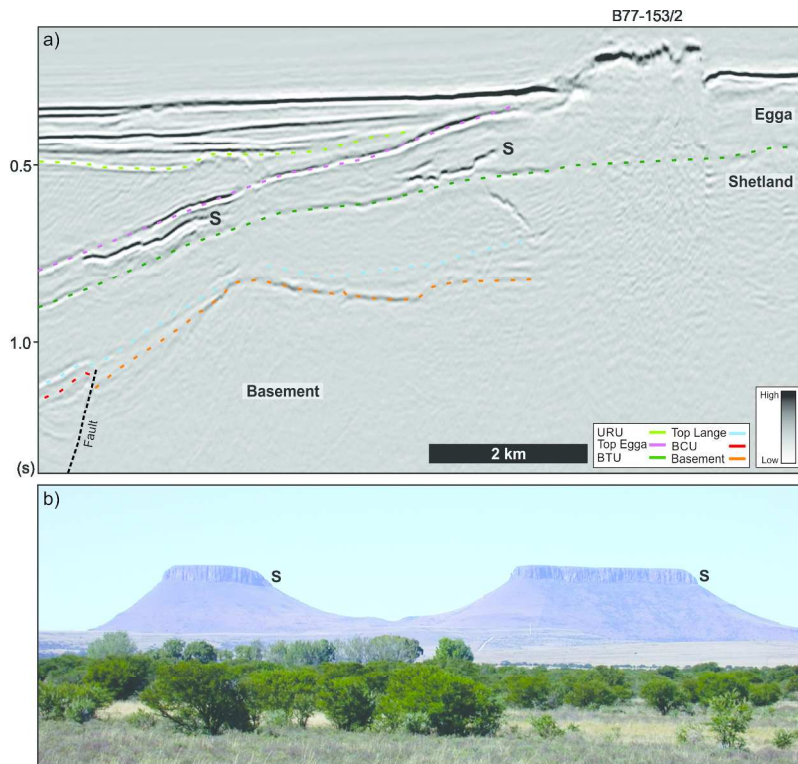 B77-153/2
a)
Egga
0.5
S
Shetland
S
1.0
Basement
Fault
High
Low
URU
Top Lange
Top Egga
BCU
BTU
Basement
2 km
(s)
b)
S
S